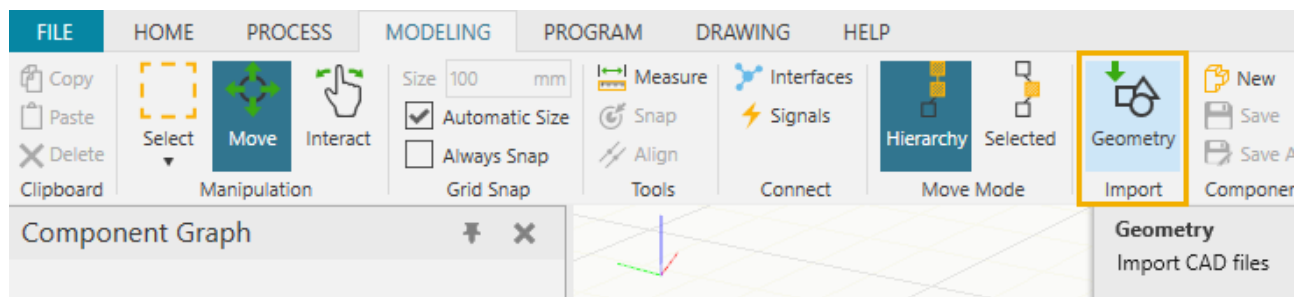 FILE HOME PROCESS MODELING PROGRAM DRAWING HELP
Copy Size 100 mm Measure Interfaces New
Paste Automatic Size Snap Signals Save
Select Move Interact Hierarchy Selected Geometry
Delete Always Snap Align Save A
Clipboard Manipulation Grid Snap Tools Connect Move Mode Import Componen
Component Graph Geometry
Import CAD files